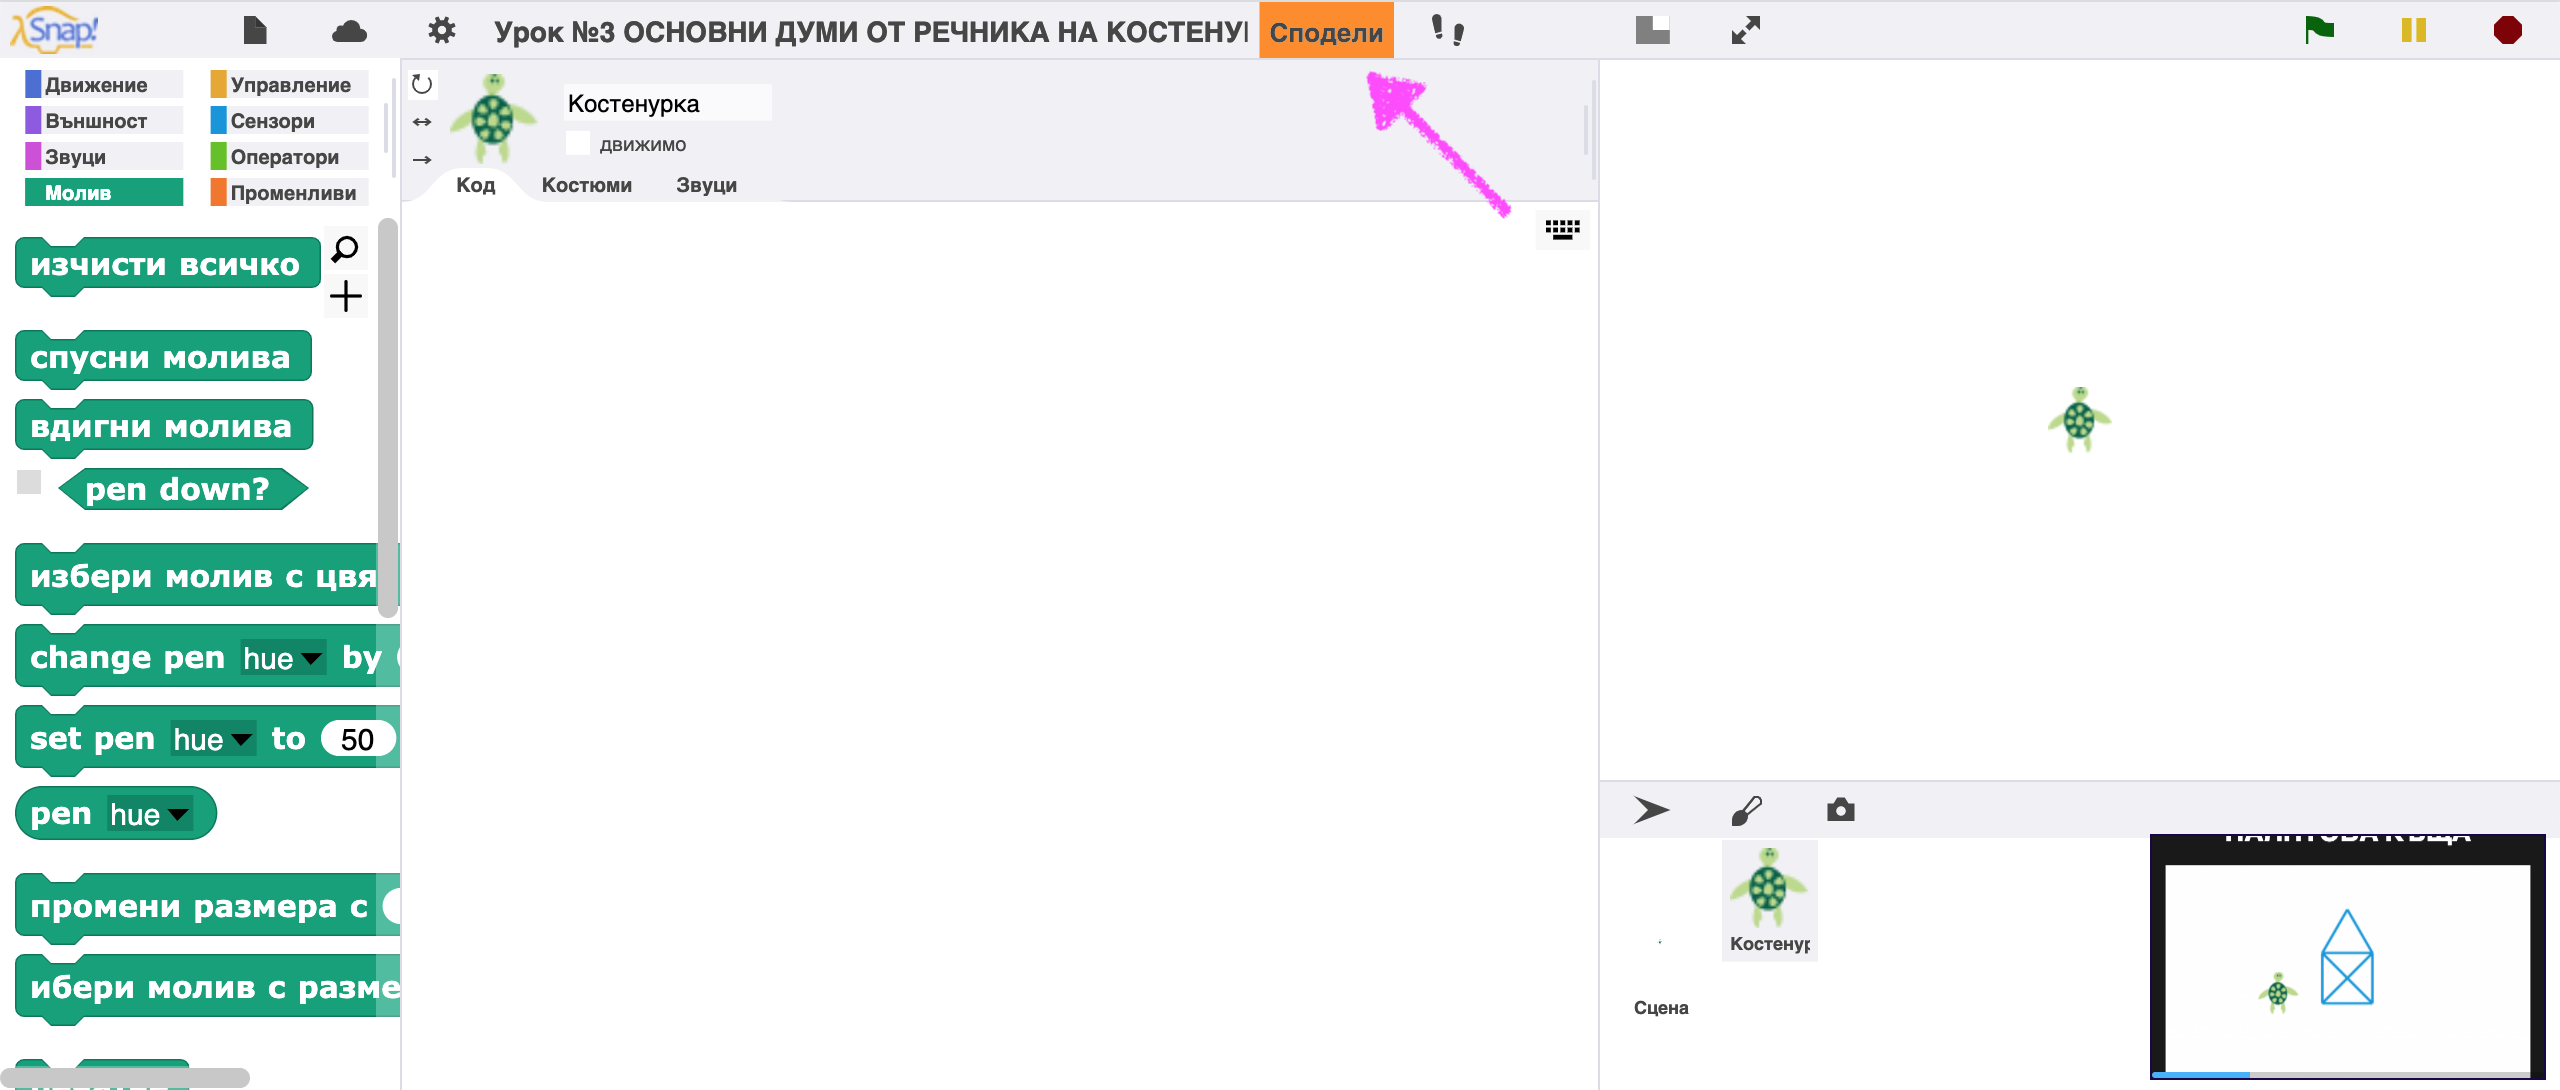 Snap!
Урок №3 ОСНОВНИ ДУМИ ОТ РЕЧНИКА НА КОСТЕНУ
Сподели
Движение
Управление
Външност
Сензори
Звуци
Оператори
Молив
Променливи
Костенурка
движимо
Код
Костюми
Звуци
изчисти всичко
спусни молива
вдигни молива
pen down?
избери молив с цвя
change pen hue by
set pen hue to 50
pen hue
промени размера с
ибери молив с разме
Костенур
Сцена